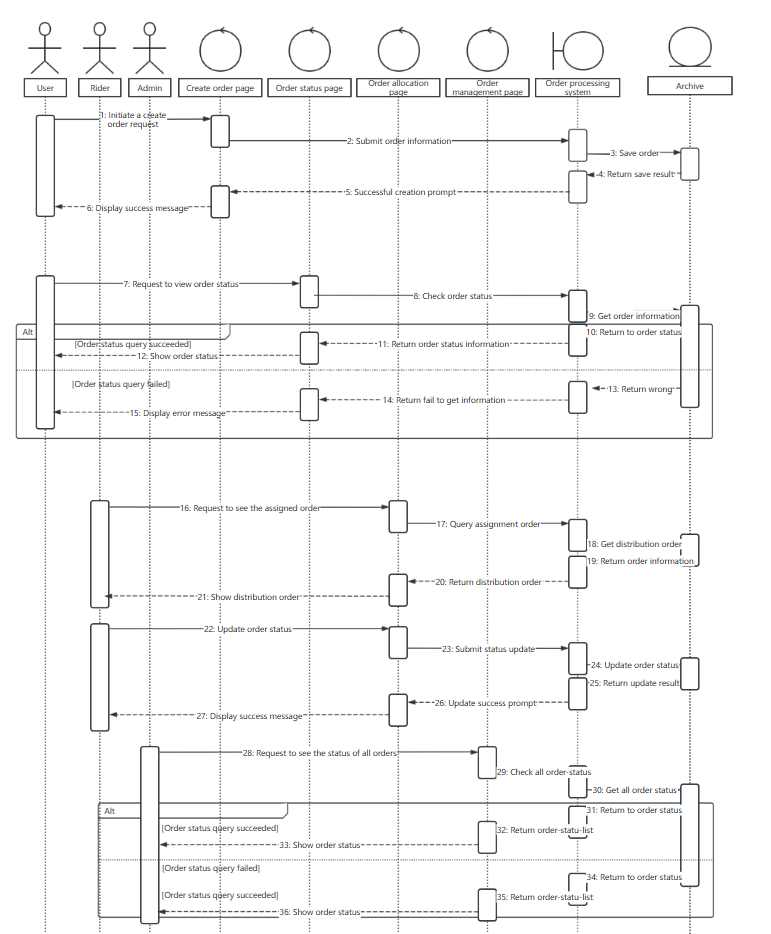 User
Rider
Admin
Create order page
Order status page
Order allocation
page
Order
management page
Order processing
system
Archive
1: Initiate a create
order request
2: Submit order information
3: Save order
4: Return save result
5: Successful creation prompt
6: Display success message
7: Request to view order status
8: Check order status
9: Get order information
Alt
10: Return to order status
[Order status query succeeded]
11: Return order status information
12: Show order status
[Order status query failed]
13: Return wrong
14: Return fail to get information
15: Display error message
16: Request to see the assigned order
17: Query assignment order
18: Get distribution order
19: Return order information
20: Return distribution order
21: Show distribution order
22: Update order status
23: Submit status update
24: Update order status
25: Return update result
26: Update success prompt
27: Display success message
28: Request to see the status of all orders
29: Check all order-status
30: Get all order status
Alt
31: Return to order status
[Order status query succeeded]
32: Return order-statu-list
33: Show order status
[Order status query failed]
34: Return to order status
[Order status query succeeded]
35: Return order-statu-list
36: Show order status